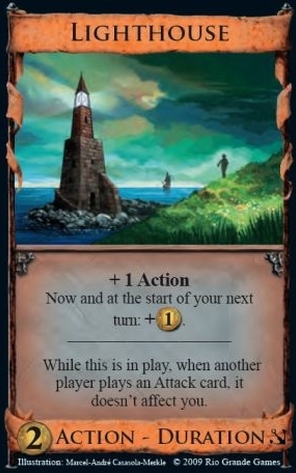 LIGHTHOUSE
+ 1 Action
Now and at the start of your next
turn: +1.
While this is in play, when another
player plays an Attack card, it
doesn't affect you.
2 ACTION - DURATION
Illustration: Marcel-André Casasola-Merkle © 2009 Rio Grande Games